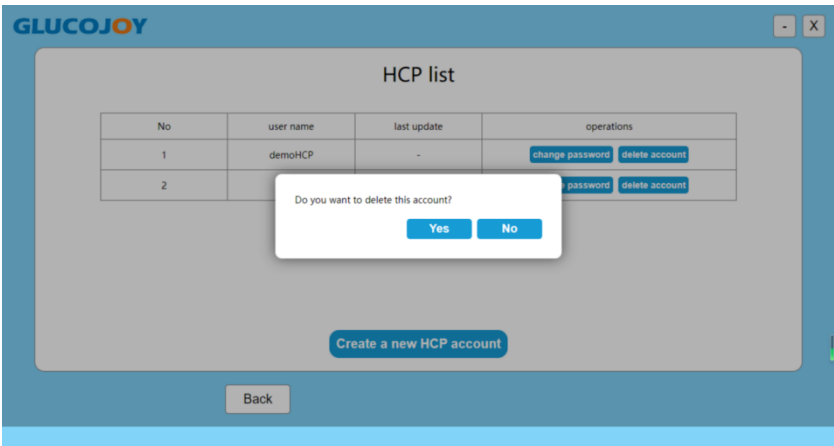 GLUCOJOY
- X
HCP list
No user name last update operations
1 demoHCP - change password delete account
2 password delete account
Do you want to delete this account?
Yes No
Create a new HCP account
Back